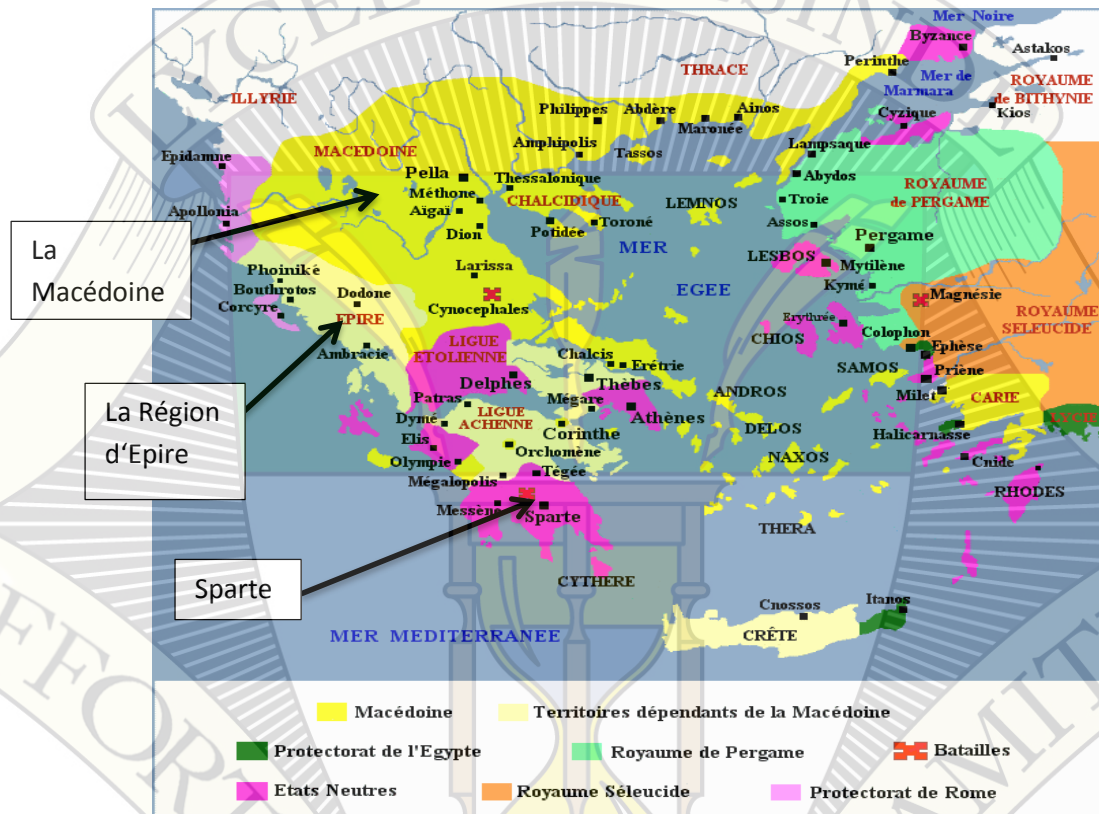 LYCEE
EFFORT
Mer Noire
Byzance
Astakos
Perinthe
THRACE
Mer de
Marmara
ROYAUME
de BITHYNIE
ILLYRIE
Philippes
Abdère
Ainos
Maronée
Cyzique
Kios
Amphipolis
Tassos
Lampsaque
MACEDOINE
Epidamne
Pella
Thessalonique
Abydos
ROYAUME
de PERGAME
Méthone
Aïgaï
CHALCIDIQUE
LEMNOS
Troie
Apollonia
Dion
Potidée
Toroné
Assos
La
Macédoine
MER
Pergame
LESBOS
Mytilène
Phoiniké
Larissa
Bouthrotos
Dodone
EGEE
Kymé
Magnésie
Corcyre
EPIRE
Cynocephales
Erythrée
ROYAUME
SELEUCIDE
CHIOS
Colophon
Ambracie
LIGUE
ETOLIENNE
Chalcis
Erétrie
Ephèse
SAMOS
Priène
Delphes
Thèbes
ANDROS
Milet
CARIE
La Région
d'Epire
Patras
Mégare
Athènes
LYCIE
Dymé
LIGUE
ACHENNE
Corinthe
DELOS
Halicarnasse
Elis
Orchomène
NAXOS
Cnide
Olympie
Tégée
Mégalopolis
RHODES
Messène
Sparte
THERA
Sparte
CYTHERE
Cnossos
Itanos
MER MEDITERRANEE
CRÊTE
Macédoine
Territoires dépendants de la Macédoine
Protectorat de l'Egypte
Royaume de Pergame
Batailles
Etats Neutres
Royaume Séleucide
Protectorat de Rome